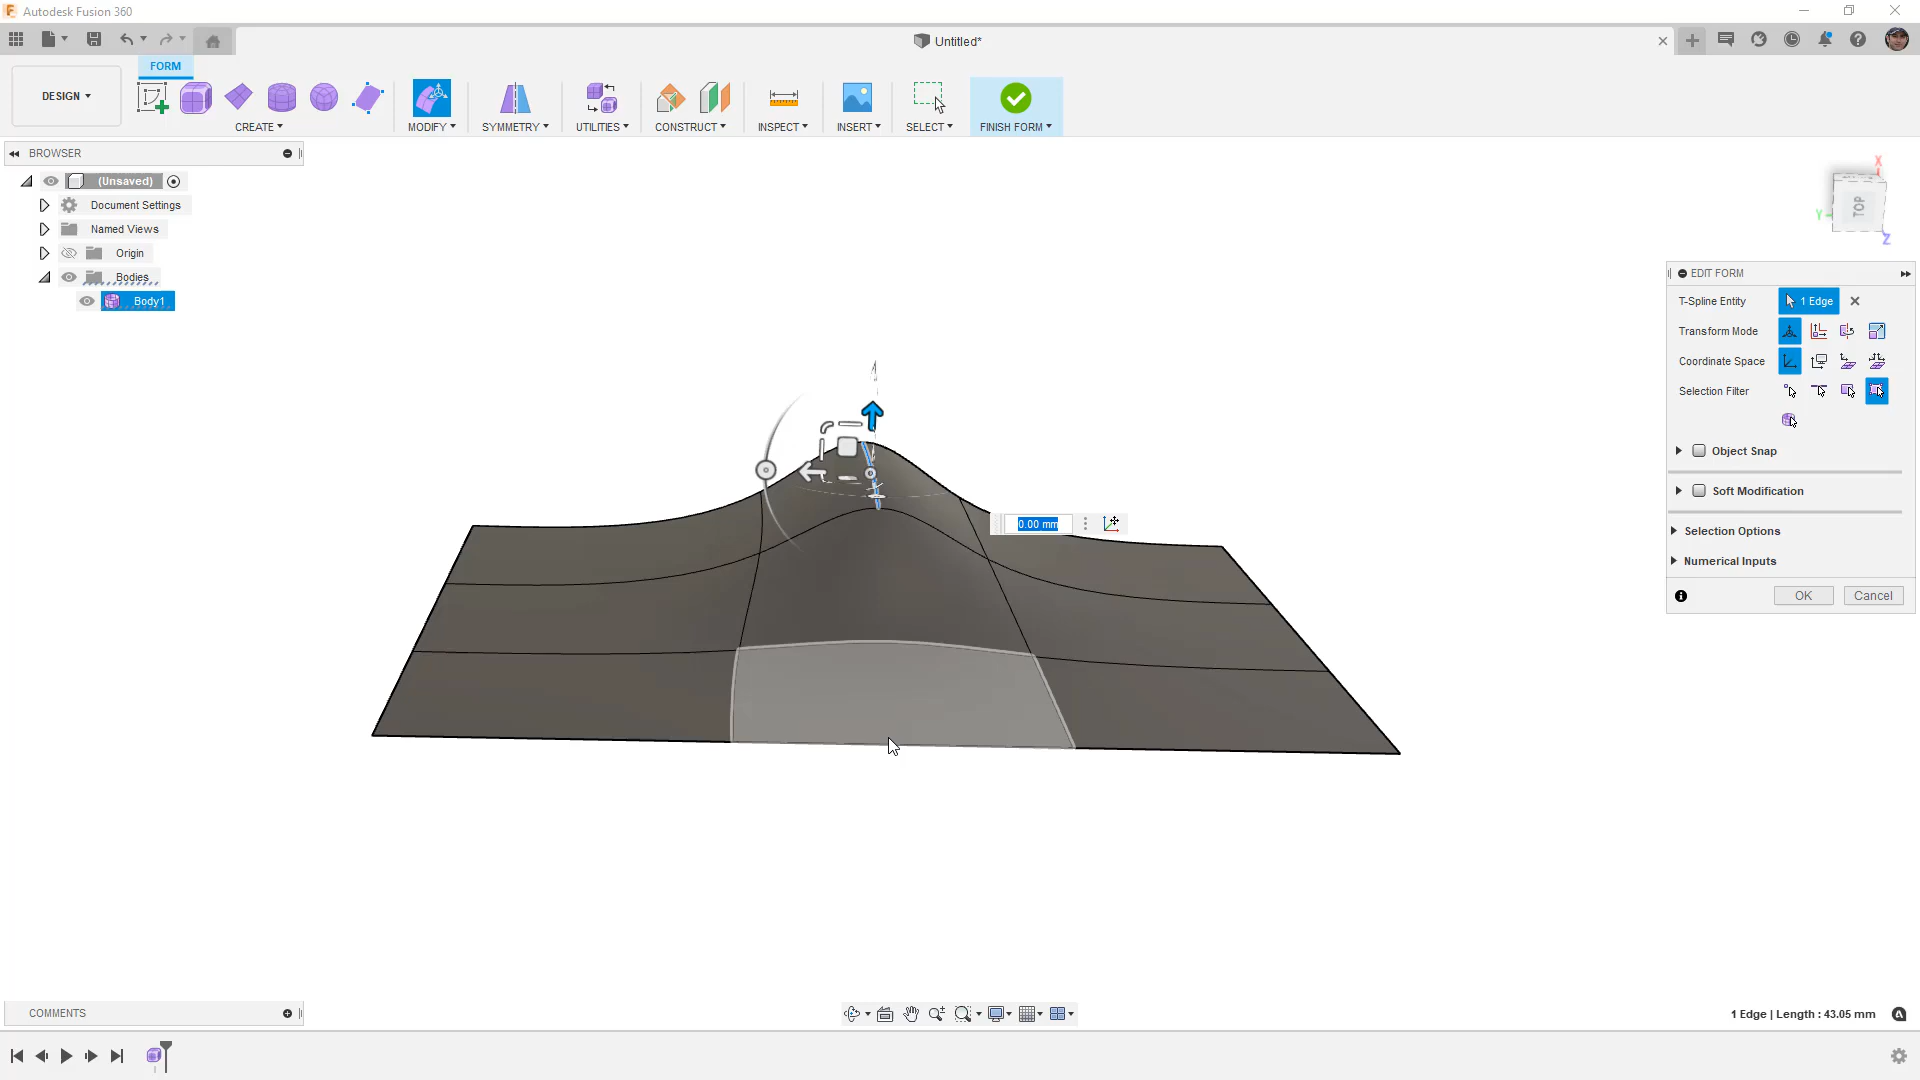 Autodesk Fusion 360
Untitled*
FORM
DESIGN
CREATE
MODIFY
SYMMETRY
UTILITIES
CONSTRUCT
INSPECT
INSERT
SELECT
FINISH FORM
BROWSER
(Unsaved)
Document Settings
Named Views
Origin
Bodies
Body1
X
Y
TOP
Z
EDIT FORM
T-Spline Entity
1 Edge
Transform Mode
Coordinate Space
Selection Filter
Object Snap
Soft Modification
Selection Options
Numerical Inputs
OK
Cancel
0.00 mm
COMMENTS
1 Edge | Length : 43.05 mm